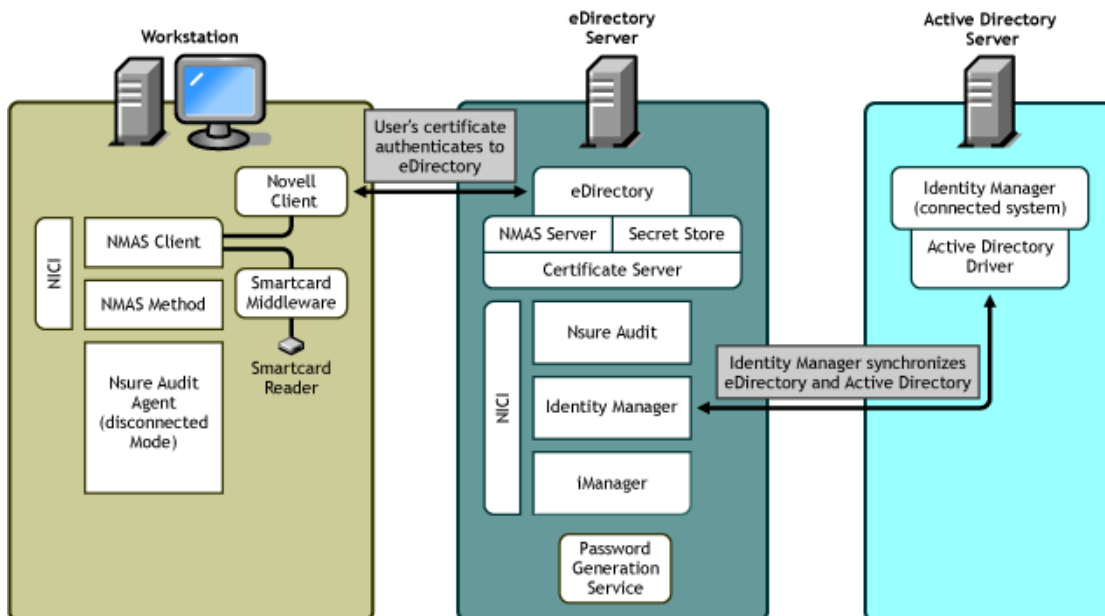 Workstation
eDirectory
Server
Active Directory
Server
User's certificate
authenticates to
eDirectory
Novell
Client
NMAS Client
NICI
NMAS Method
Smartcard
Middleware
Smartcard
Reader
Nsure Audit
Agent
(disconnected
Mode)
eDirectory
NMAS Server
Secret Store
Certificate Server
NICI
Nsure Audit
Identity Manager
iManager
Password
Generation
Service
Identity Manager
(connected system)
Active Directory
Driver
Identity Manager synchronizes
eDirectory and Active Directory